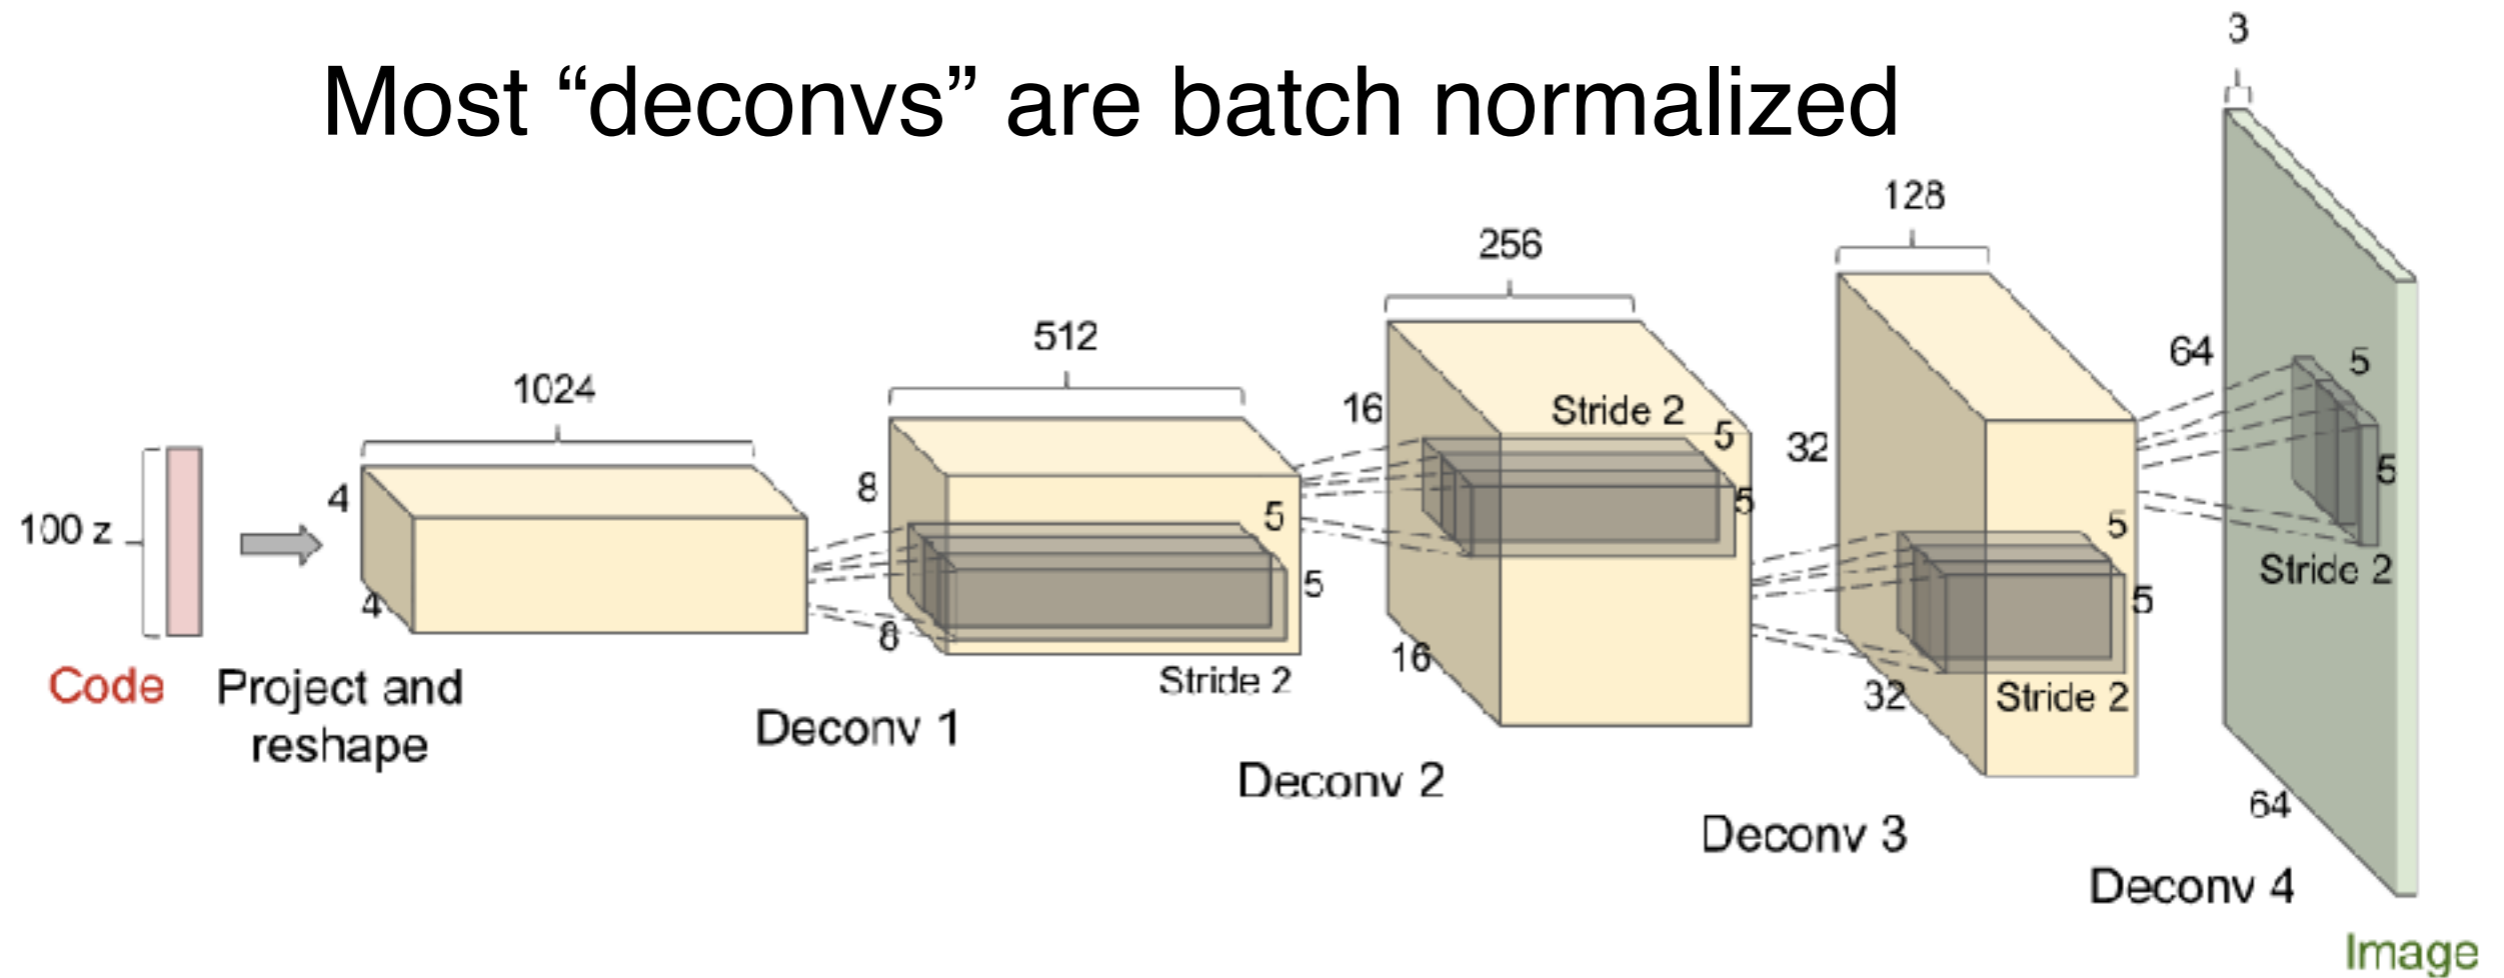 Most “deconvs” are batch normalized
100 z
Code
Project and
reshape
1024
4
4
Deconv 1
512
8
8
5
5
Stride 2
Deconv 2
256
16
16
Stride 2
5
5
Deconv 3
128
32
32
5
5
Stride 2
Deconv 4
3
64
64
5
5
Stride 2
Image